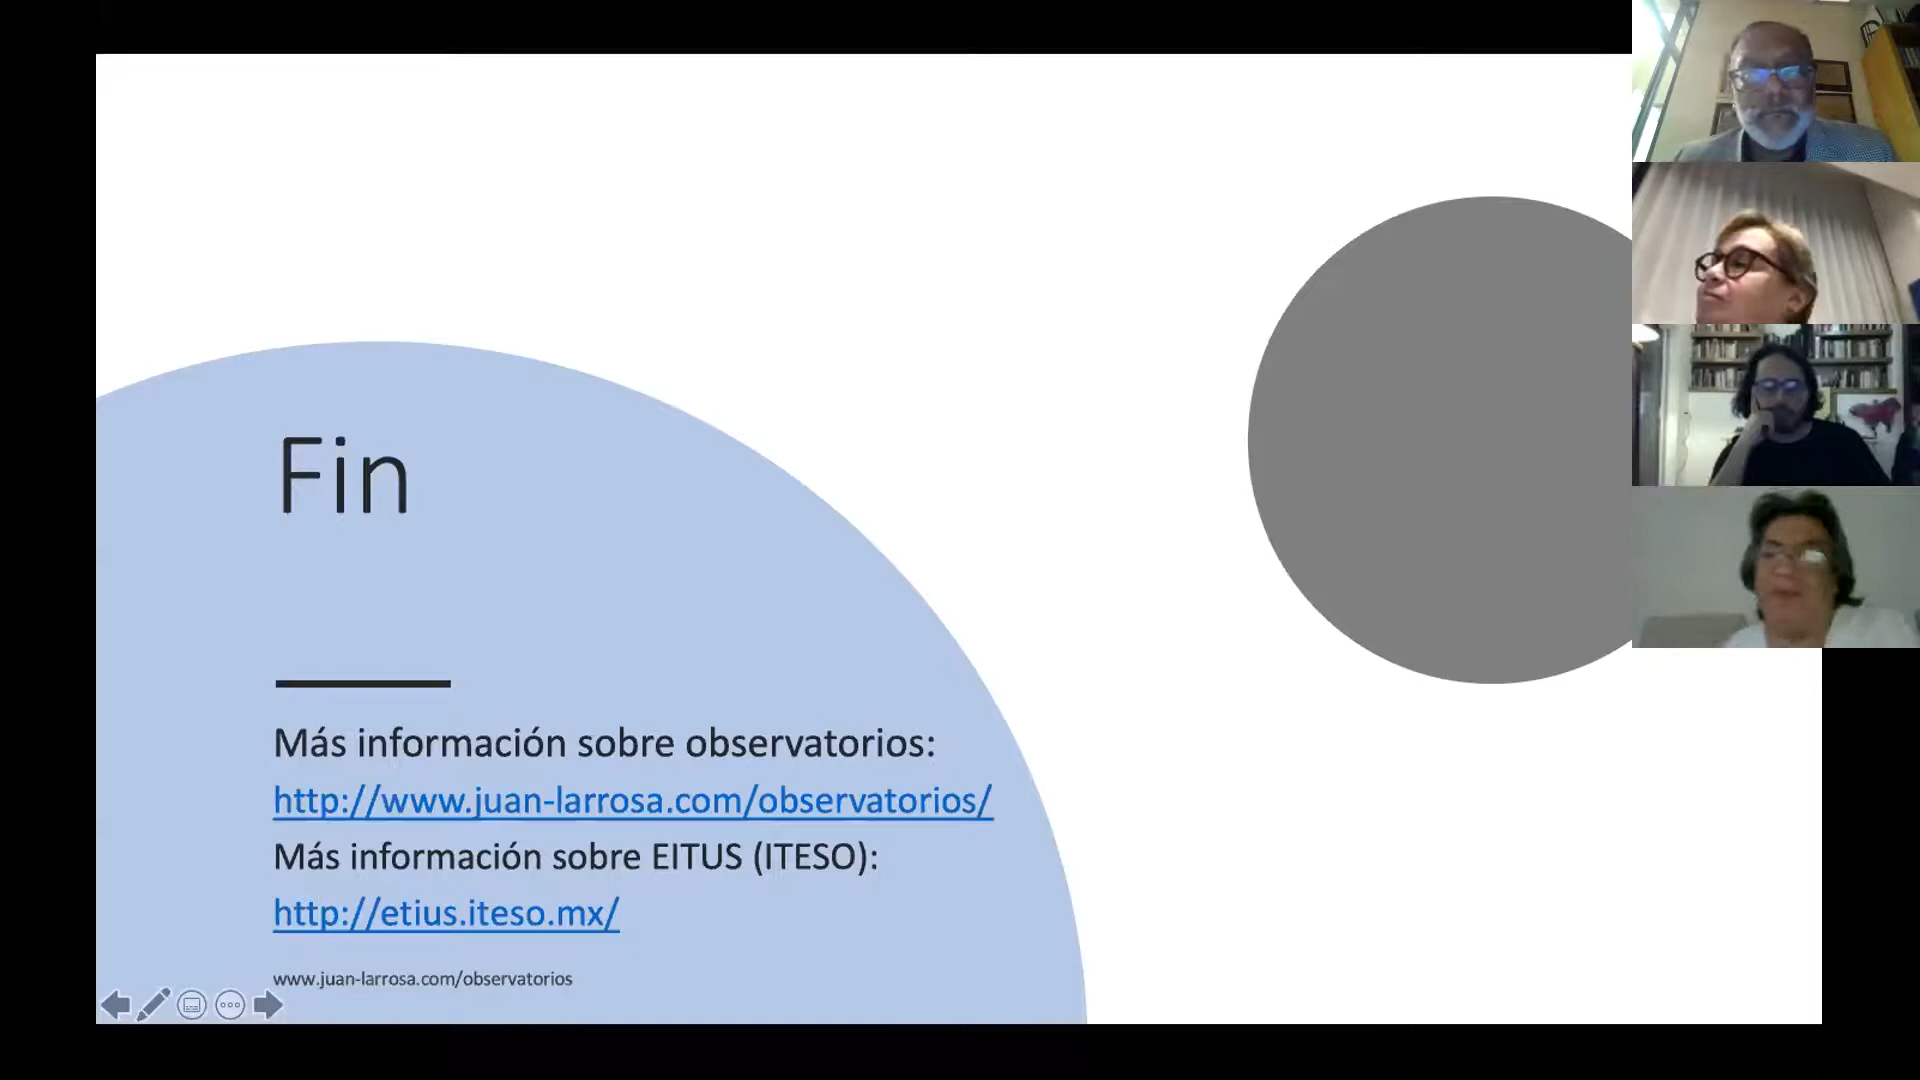 Fin
Más información sobre observatorios:
http://www.juan-larrosa.com/observatorios/
Más información sobre EITUS (ITESO):
http://etius.iteso.mx/
www.juan-larrosa.com/observatorios